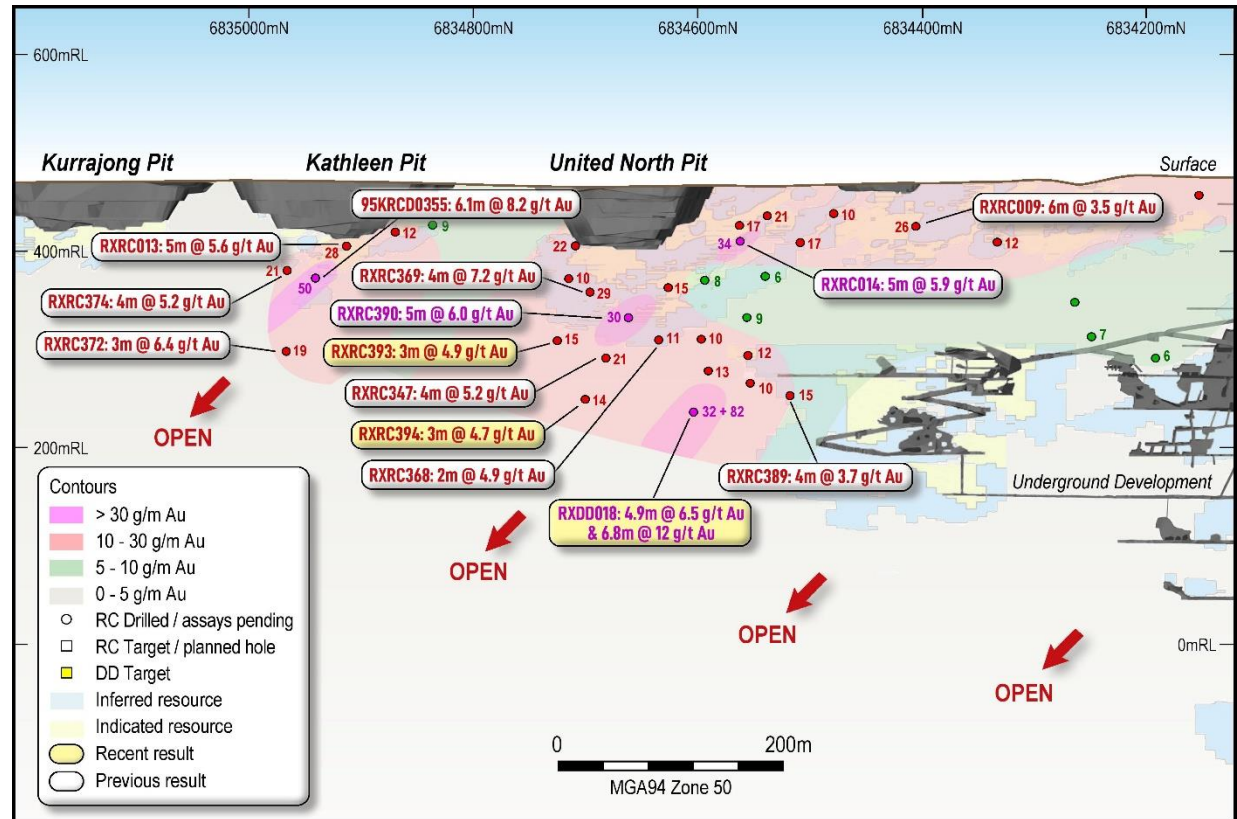 6835000mN
6834800mN
6834600mN
6834400mN
6834200mN
600mRL
Kurrajong Pit
Kathleen Pit
United North Pit
Surface
95KRCD0355: 6.1m @ 8.2 g/t Au
RXRC009: 6m @ 3.5 g/t Au
RXRC013: 5m @ 5.6 g/t Au
400mRL
RXRC374: 4m @ 5.2 g/t Au
RXRC369: 4m @ 7.2 g/t Au
RXRC014: 5m @ 5.9 g/t Au
RXRC390: 5m @ 6.0 g/t Au
RXRC372: 3m @ 6.4 g/t Au
RXRC393: 3m @ 4.9 g/t Au
RXRC347: 4m @ 5.2 g/t Au
RXRC394: 3m @ 4.7 g/t Au
RXRC368: 2m @ 4.9 g/t Au
RXRC389: 4m @ 3.7 g/t Au
RXDD018: 4.9m @ 6.5 g/t Au
& 6.8m @ 12 g/t Au
28
12
9
21
50
19
22
10
29
15
30
15
11
21
14
10
13
12
10
32 + 82
15
34
17
21
10
17
26
12
8
6
9
7
6
OPEN
OPEN
OPEN
OPEN
200mRL
Underground Development
0mRL
Contours
> 30 g/m Au
10 - 30 g/m Au
5 - 10 g/m Au
0 - 5 g/m Au
RC Drilled / assays pending
RC Target / planned hole
DD Target
Inferred resource
Indicated resource
Recent result
Previous result
0
200m
MGA94 Zone 50